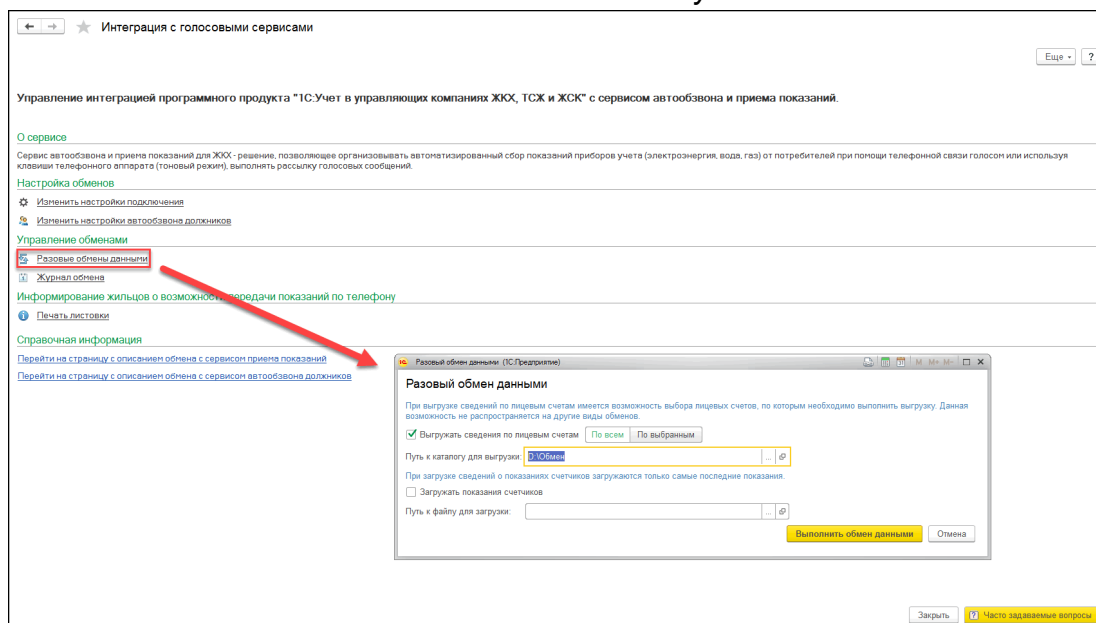 Интеграция с голосовыми сервисами
Еще
?
Управление интеграцией программного продукта "1С:Учет в управляющих компаниях ЖКХ, ТСЖ и ЖСК" с сервисом автообзвона и приема показаний.
О сервисе
Сервис автообзвона и приема показаний для ЖКХ - решение, позволяющее организовывать автоматизированный сбор показаний приборов учета (электроэнергия, вода, газ) от потребителей при помощи телефонной связи голосом или используя
клавиши телефонного аппарата (тоновый режим), выполнять рассылку голосовых сообщений.
Настройка обменов
Изменить настройки подключения
Изменить настройки автообзвона должников
Управление обменами
Разовые обмены данными
Журнал обмена
Информирование жильцов о возможности передачи показаний по телефону
Печать листовки
Справочная информация
Перейти на страницу с описанием обмена с сервисом приема показаний
Перейти на страницу с описанием обмена с сервисом автообзвона должников
Разовый обмен данными (1С:Предприятие)
M M+ M-
Разовый обмен данными
При выгрузке сведений по лицевым счетам имеется возможность выбора лицевых счетов, по которым необходимо выполнить выгрузку. Данная
возможность не распространяется на другие виды обменов.
Выгружать сведения по лицевым счетам По всем По выбранным
Путь к каталогу для выгрузки: D:\Обмен ...
При загрузке сведений о показаниях счетчиков загружаются только самые последние показания.
Загружать показания счетчиков
Путь к файлу для загрузки: ...
Выполнить обмен данными Отмена
Закрыть ? Часто задаваемые вопросы